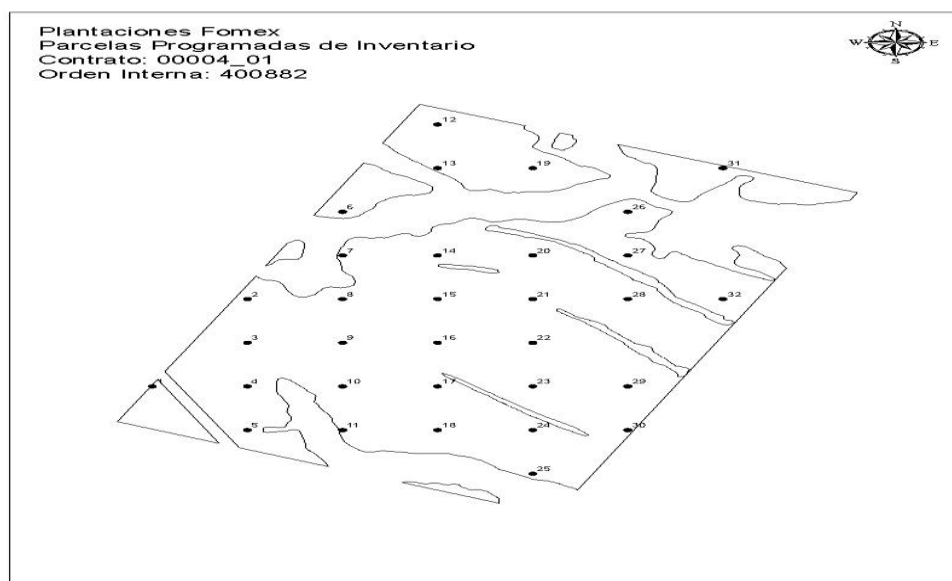 Plantaciones Fomex
Parcelas Programadas de Inventario
Contrato: 00004_01
Orden Interna: 400882
N
W E
S
12
13 19 31
6 26
7 14 20 27
2 8 15 21 28 32
3 9 16 22
4 10 17 23 29
5 11 18 24 30
25